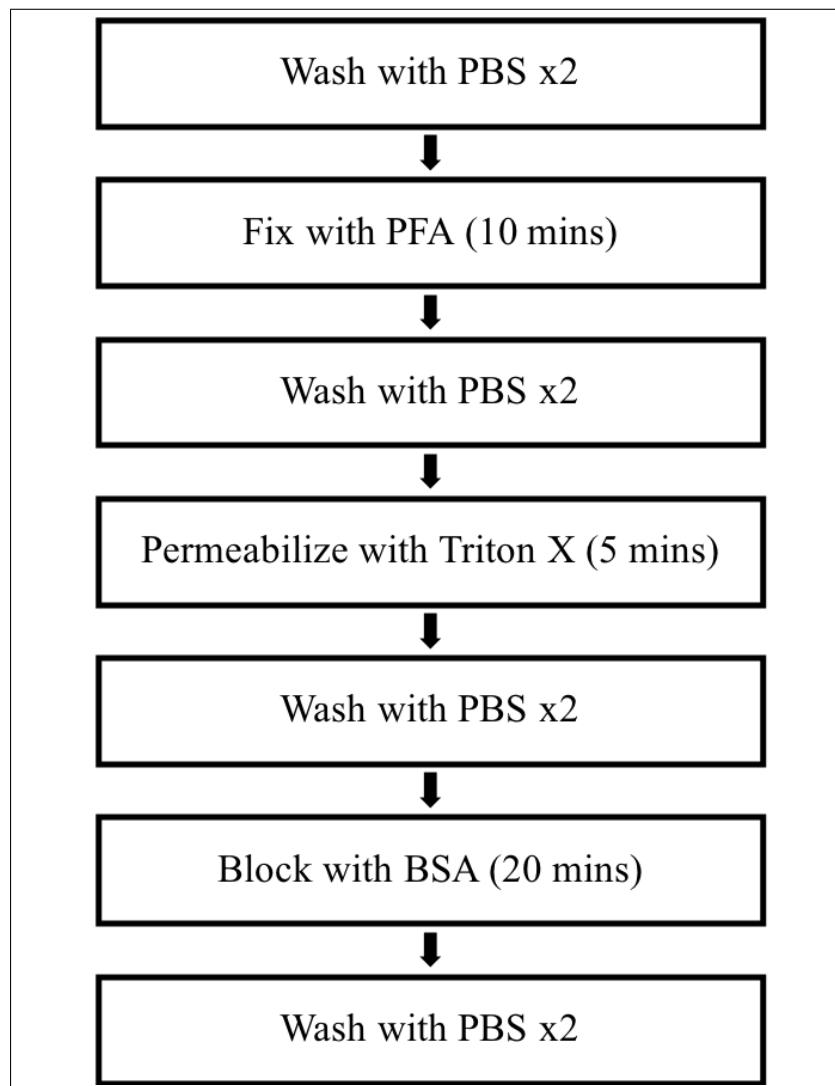 Wash with PBS x2
Fix with PFA (10 mins)
Wash with PBS x2
Permeabilize with Triton X (5 mins)
Wash with PBS x2
Block with BSA (20 mins)
Wash with PBS x2